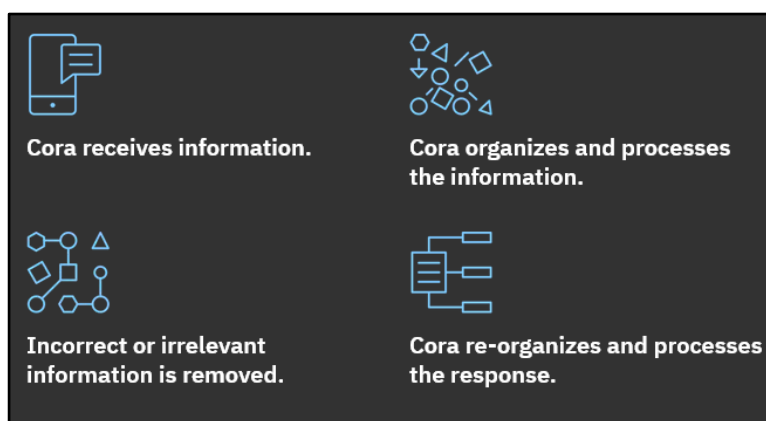 Cora receives information.
Cora organizes and processes
the information.
Incorrect or irrelevant
information is removed.
Cora re-organizes and processes
the response.